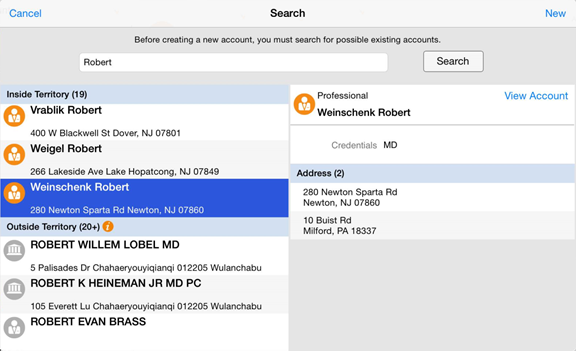 Cancel
Search
New
Before creating a new account, you must search for possible existing accounts.
Robert
Search
Inside Territory (19)
Vrablik Robert
400 W Blackwell St Dover, NJ 07801
Weigel Robert
266 Lakeside Ave Lake Hopatcong, NJ 07849
Weinschenk Robert
280 Newton Sparta Rd Newton, NJ 07860
Outside Territory (20+) i
ROBERT WILLEM LOBEL MD
5 Palisades Dr Chahaeryouyiqianqi 012205 Wulanchabu
ROBERT K HEINEMAN JR MD PC
105 Everett Lu Chahaeryouyiqianqi 012205 Wulanchabu
ROBERT EVAN BRASS
Professional
View Account
Weinschenk Robert
Credentials MD
Address (2)
280 Newton Sparta Rd
Newton, NJ 07860
10 Buist Rd
Milford, PA 18337